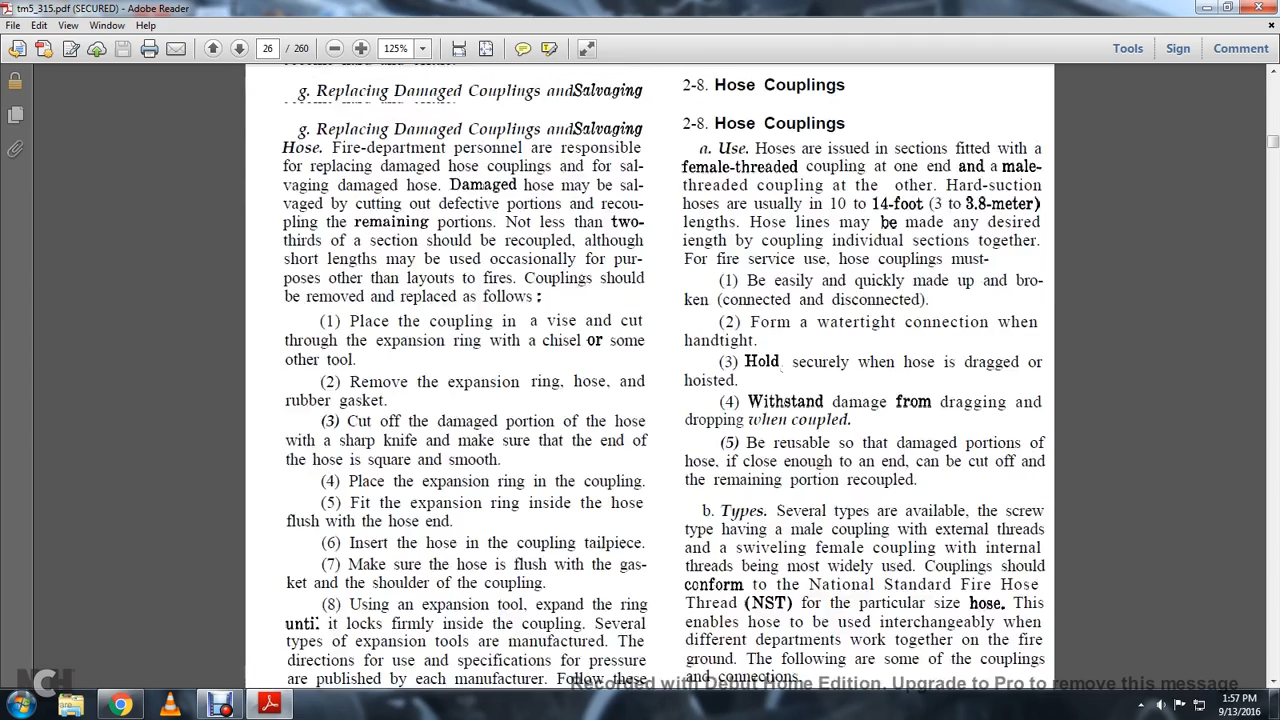 tm5_315.pdf (SECURED) - Adobe Reader
File Edit View Window Help
26 / 260 125% Tools Sign Comment
g. Replacing Damaged Couplings and Salvaging
g. Replacing Damaged Couplings and Salvaging
Hose. Fire-department personnel are responsible
for replacing damaged hose couplings and for sal-
vaging damaged hose. Damaged hose may be sal-
vaged by cutting out defective portions and recou-
pling the remaining portions. Not less than two-
thirds of a section should be recoupled, although
short lengths may be used occasionally for pur-
poses other than layouts to fires. Couplings should
be removed and replaced as follows :
(1) Place the coupling in a vise and cut
through the expansion ring with a chisel or some
other tool.
(2) Remove the expansion ring, hose, and
rubber gasket.
(3) Cut off the damaged portion of the hose
with a sharp knife and make sure that the end of
the hose is square and smooth.
(4) Place the expansion ring in the coupling.
(5) Fit the expansion ring inside the hose
flush with the hose end.
(6) Insert the hose in the coupling tailpiece.
(7) Make sure the hose is flush with the gas-
ket and the shoulder of the coupling.
(8) Using an expansion tool, expand the ring
until it locks firmly inside the coupling. Several
types of expansion tools are manufactured. The
directions for use and specifications for pressure
are published by each manufacturer. Follow these
2-8. Hose Couplings
2-8. Hose Couplings
a. Use. Hoses are issued in sections fitted with a
female-threaded coupling at one end and a male-
threaded coupling at the other. Hard-suction
hoses are usually in 10 to 14-foot (3 to 3.8-meter)
lengths. Hose lines may be made any desired
iength by coupling individual sections together.
For fire service use, hose couplings must-
(1) Be easily and quickly made up and bro-
ken (connected and disconnected).
(2) Form a watertight connection when
handtight.
(3) Hold securely when hose is dragged or
hoisted.
(4) Withstand damage from dragging and
dropping when coupled.
(5) Be reusable so that damaged portions of
hose, if close enough to an end, can be cut off and
the remaining portion recoupled.
b. Types. Several types are available, the screw
type having a male coupling with external threads
and a swiveling female coupling with internal
threads being most widely used. Couplings should
conform to the National Standard Fire Hose
Thread (NST) for the particular size hose. This
enables hose to be used interchangeably when
different departments work together on the fire
ground. The following are some of the couplings
and connections.
Recorded with Debut Home Edition. Upgrade to Pro to remove this message
NCH
1:57 PM
9/13/2016